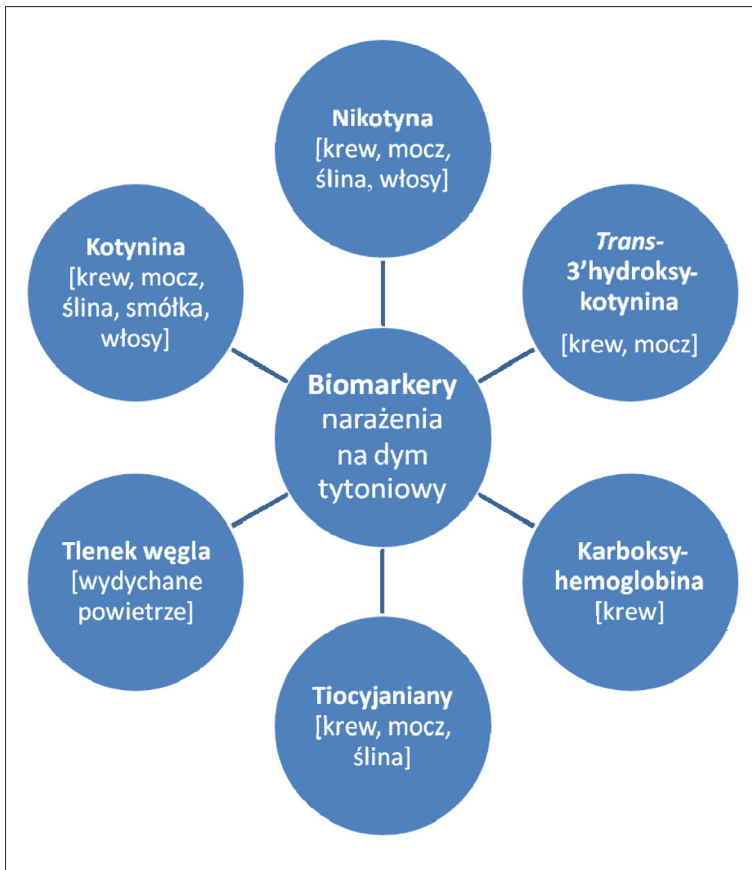 Nikotyna
[krew, mocz,
ślina, włosy]
Trans-
3’hydroksy-
kotynina
[krew, mocz]
Karboksy-
hemoglobina
[krew]
Tiocyjaniany
[krew, mocz,
ślina]
Tlenek węgla
[wydychane
powietrze]
Kotynina
[krew, mocz,
ślina, smółka,
włosy]
Biomarkery
narażenia
na dym
tytoniowy